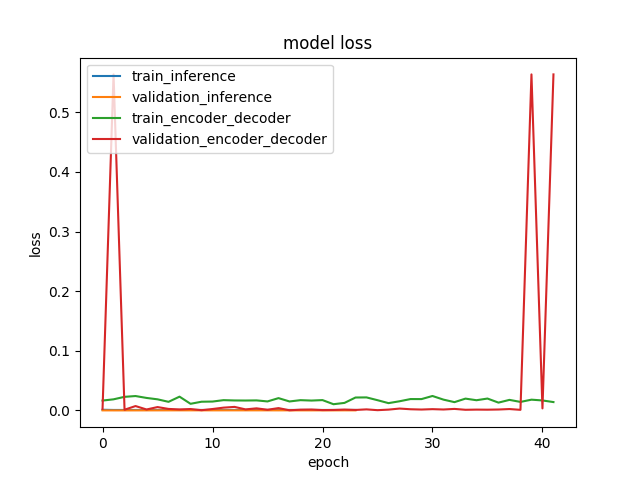 model loss
train_inference
validation_inference
train_encoder_decoder
validation_encoder_decoder
loss
0.5
0.4
0.3
0.2
0.1
0.0
0
10
20
30
40
epoch